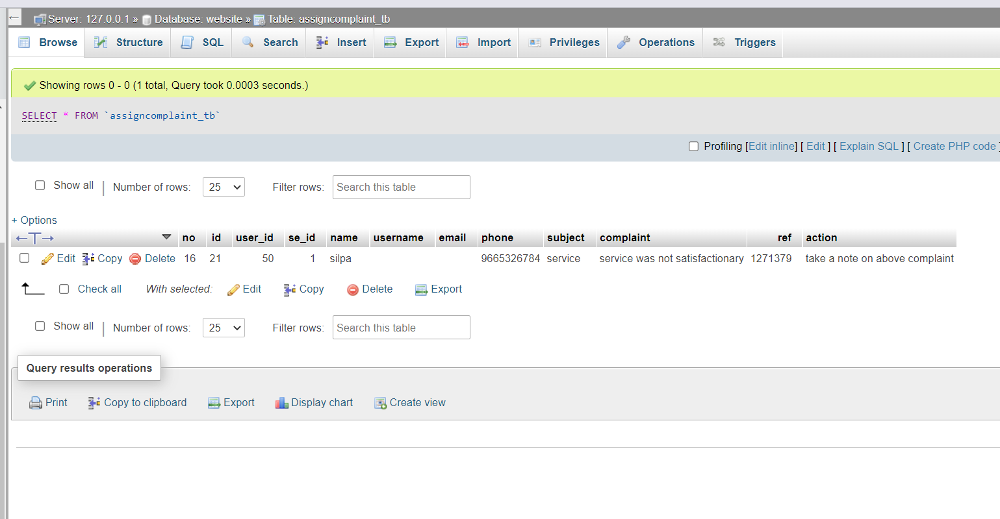 Server: 127.0.0.1 » Database: website » Table: assigncomplaint_tb
Browse Structure SQL Search Insert Export Import Privileges Operations Triggers
Showing rows 0 - 0 (1 total, Query took 0.0003 seconds.)
SELECT * FROM `assigncomplaint_tb`
Profiling [Edit inline] [ Edit ] [ Explain SQL ] [ Create PHP code ]
Show all Number of rows: 25 Filter rows: Search this table
+ Options
no id user_id se_id name username email phone subject complaint ref action
Edit Copy Delete 16 21 50 1 silpa 9665326784 service service was not satisfactionary 1271379 take a note on above complaint
Check all With selected: Edit Copy Delete Export
Show all Number of rows: 25 Filter rows: Search this table
Query results operations
Print Copy to clipboard Export Display chart Create view